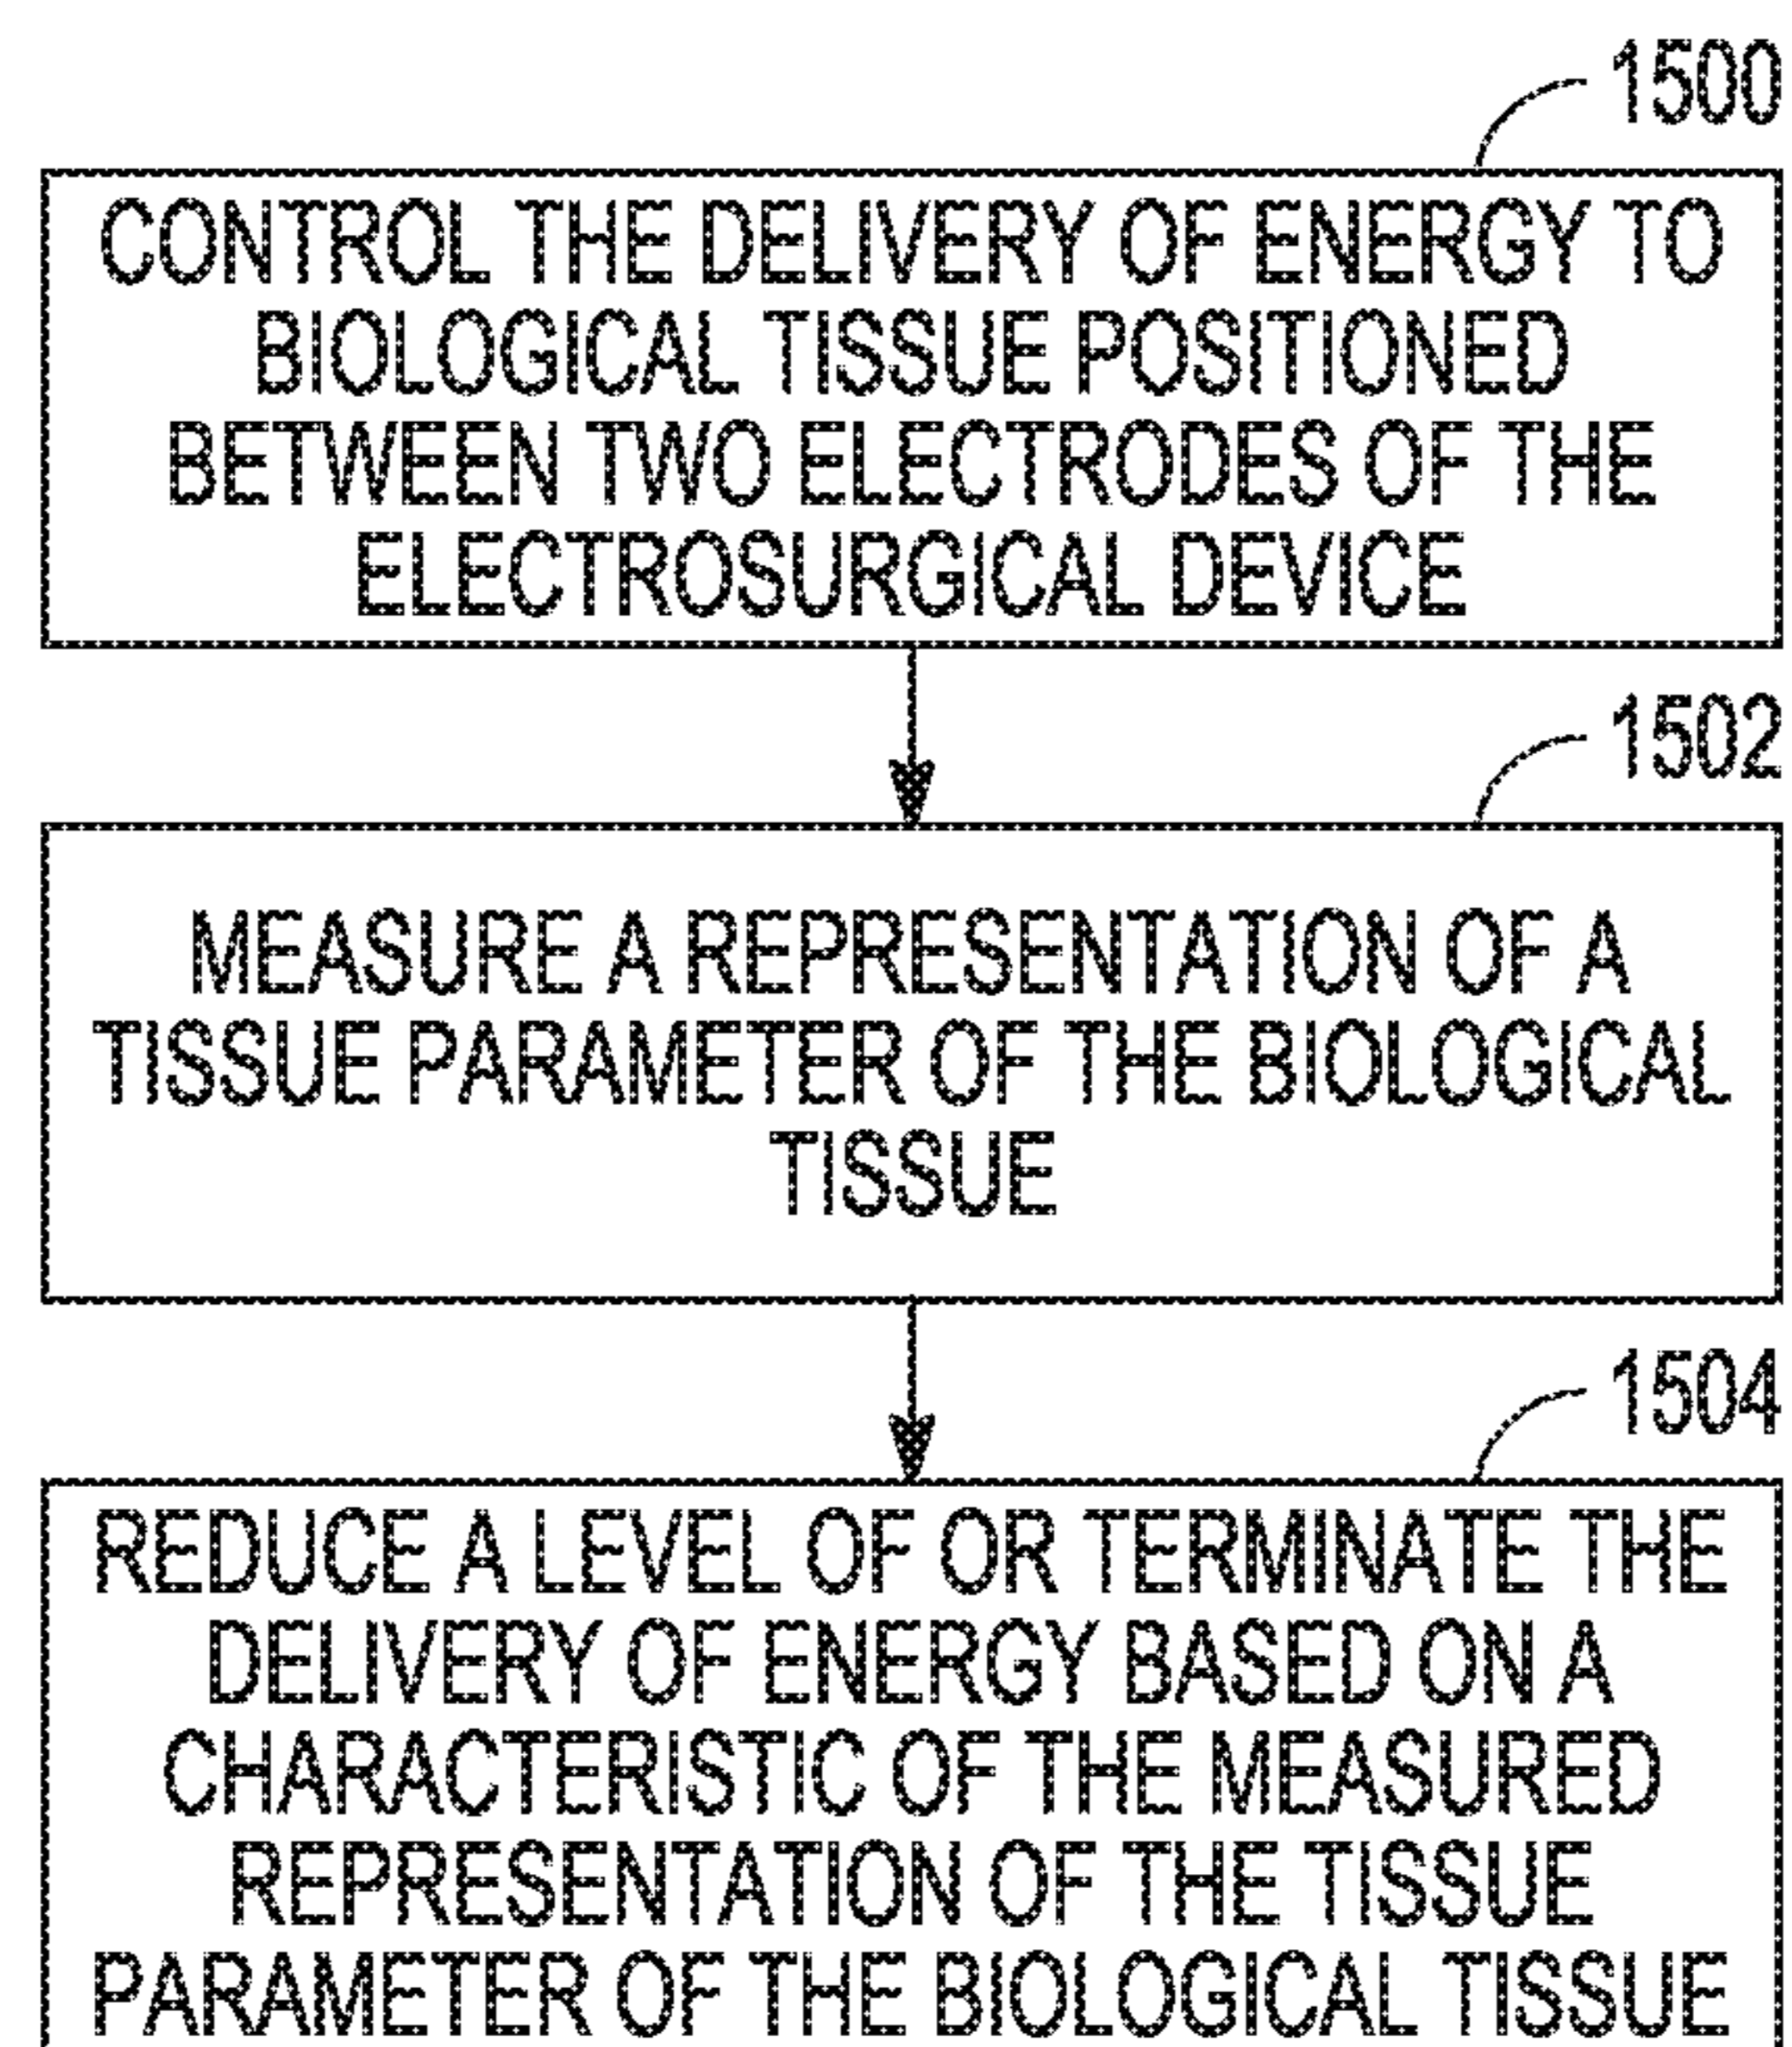 1500
CONTROL THE DELIVERY OF ENERGY TO
BIOLOGICAL TISSUE POSITIONED
BETWEEN TWO ELECTRODES OF THE
ELECTROSURGICAL DEVICE
1502
MEASURE A REPRESENTATION OF A
TISSUE PARAMETER OF THE BIOLOGICAL
TISSUE
1504
REDUCE A LEVEL OF OR TERMINATE THE
DELIVERY OF ENERGY BASED ON A
CHARACTERISTIC OF THE MEASURED
REPRESENTATION OF THE TISSUE
PARAMETER OF THE BIOLOGICAL TISSUE